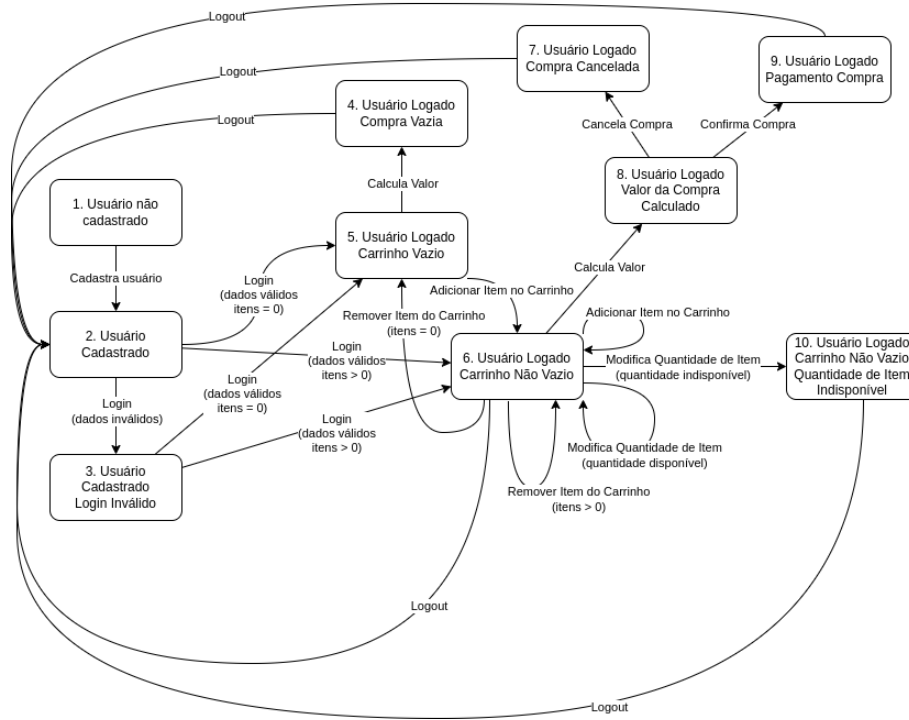 Logout
7. Usuário Logado
Compra Cancelada
9. Usuário Logado
Pagamento Compra
Logout
4. Usuário Logado
Compra Vazia
Logout
Cancela Compra
Confirma Compra
8. Usuário Logado
Valor da Compra
Calculado
Calcula Valor
1. Usuário não
cadastrado
5. Usuário Logado
Carrinho Vazio
Calcula Valor
Cadastra usuário
Login
(dados válidos
itens = 0)
Adicionar Item no Carrinho
Remover Item do Carrinho
(itens = 0)
Adicionar Item no Carrinho
2. Usuário
Cadastrado
Login
(dados válidos
itens > 0)
6. Usuário Logado
Carrinho Não Vazio
Modifica Quantidade de Item
(quantidade indisponível)
10. Usuário Logado
Carrinho Não Vazio
Quantidade de Item
Indisponível
Login
(dados válidos
itens = 0)
Login
(dados inválidos)
Login
(dados válidos
itens > 0)
Modifica Quantidade de Item
(quantidade disponível)
3. Usuário
Cadastrado
Login Inválido
Remover Item do Carrinho
(itens > 0)
Logout
Logout